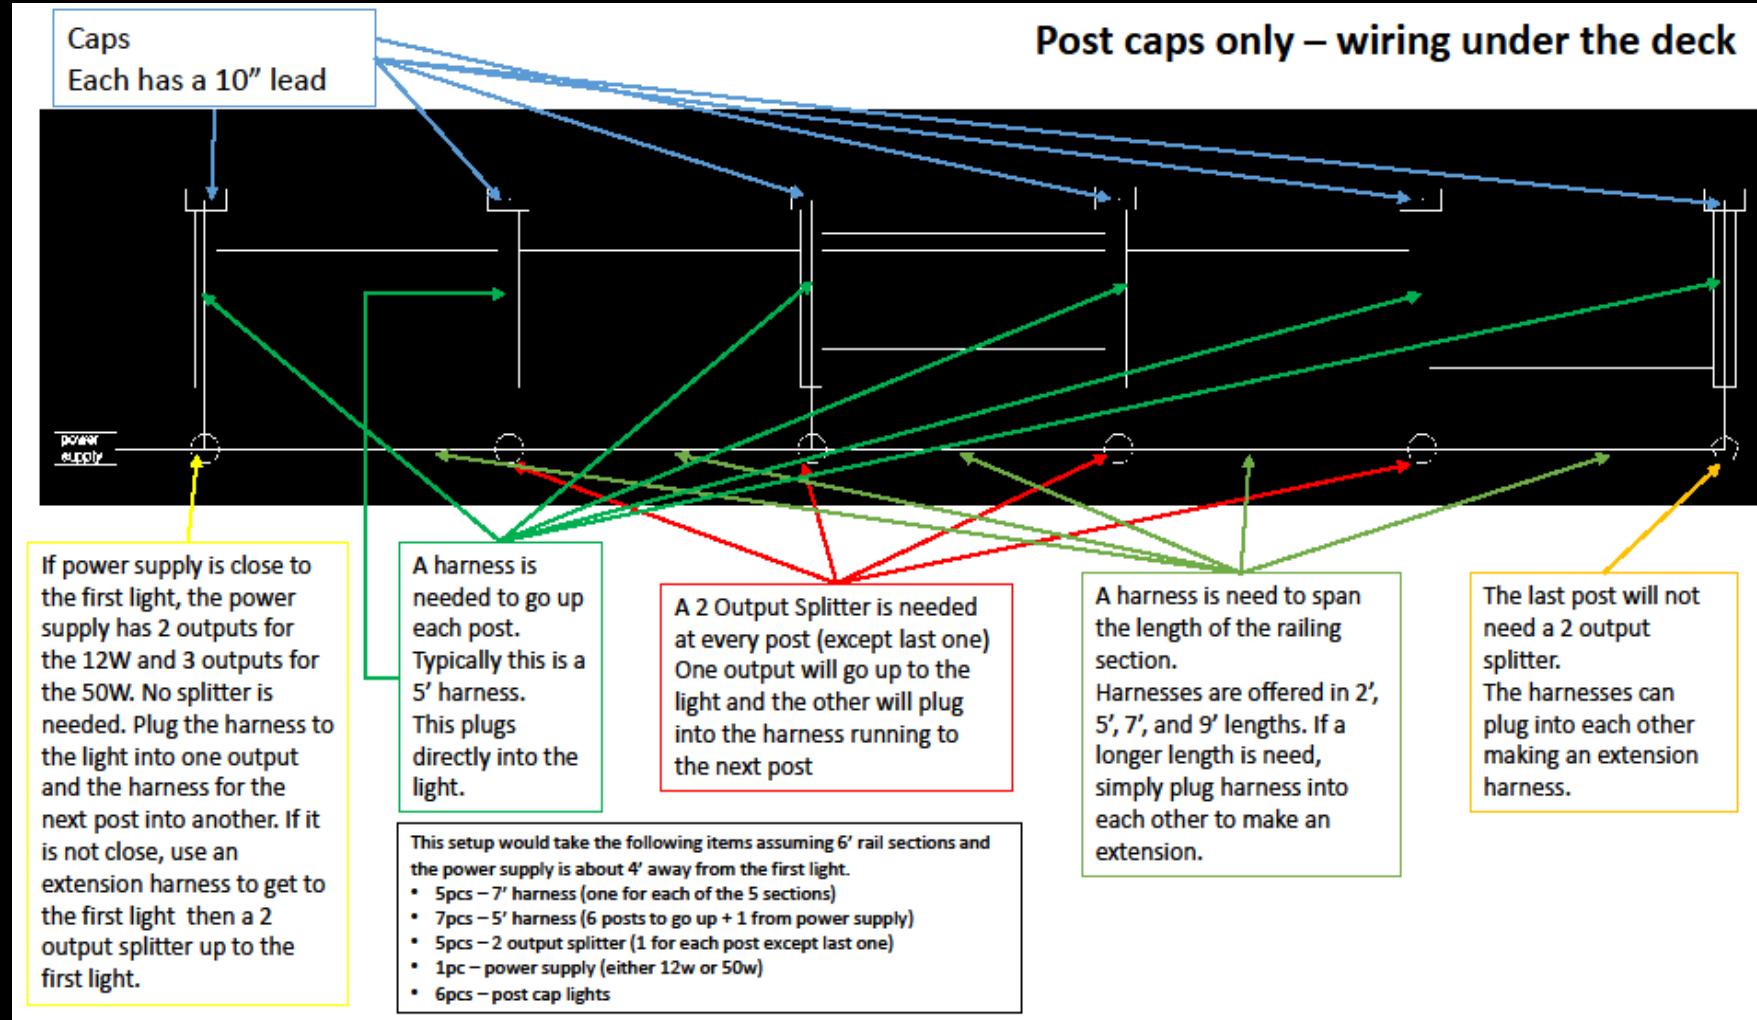 Caps
Each has a 10” lead
Post caps only – wiring under the deck
power
supply
If power supply is close to
the first light, the power
supply has 2 outputs for
the 12W and 3 outputs for
the 50W. No splitter is
needed. Plug the harness to
the light into one output
and the harness for the
next post into another. If it
is not close, use an
extension harness to get to
the first light then a 2
output splitter up to the
first light.
A harness is
needed to go up
each post.
Typically this is a
5’ harness.
This plugs
directly into the
light.
A 2 Output Splitter is needed
at every post (except last one)
One output will go up to the
light and the other will plug
into the harness running to
the next post
A harness is need to span
the length of the railing
section.
Harnesses are offered in 2’,
5’, 7’, and 9’ lengths. If a
longer length is need,
simply plug harness into
each other to make an
extension.
The last post will not
need a 2 output
splitter.
The harnesses can
plug into each other
making an extension
harness.
This setup would take the following items assuming 6’ rail sections and
the power supply is about 4’ away from the first light.
• 5pcs – 7’ harness (one for each of the 5 sections)
• 7pcs – 5’ harness (6 posts to go up + 1 from power supply)
• 5pcs – 2 output splitter (1 for each post except last one)
• 1pc – power supply (either 12w or 50w)
• 6pcs – post cap lights